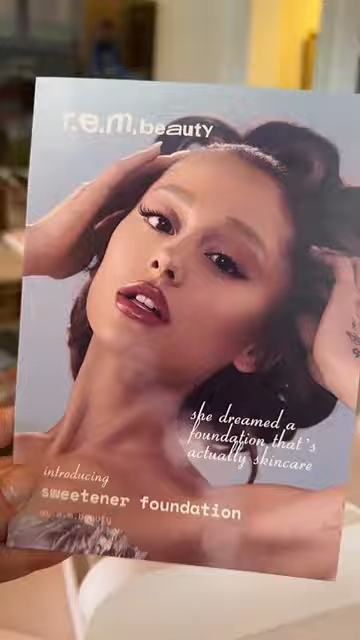 r.e.m.beauty
she dreamed a
foundation that's
actually skincare
introducing
sweetener foundation